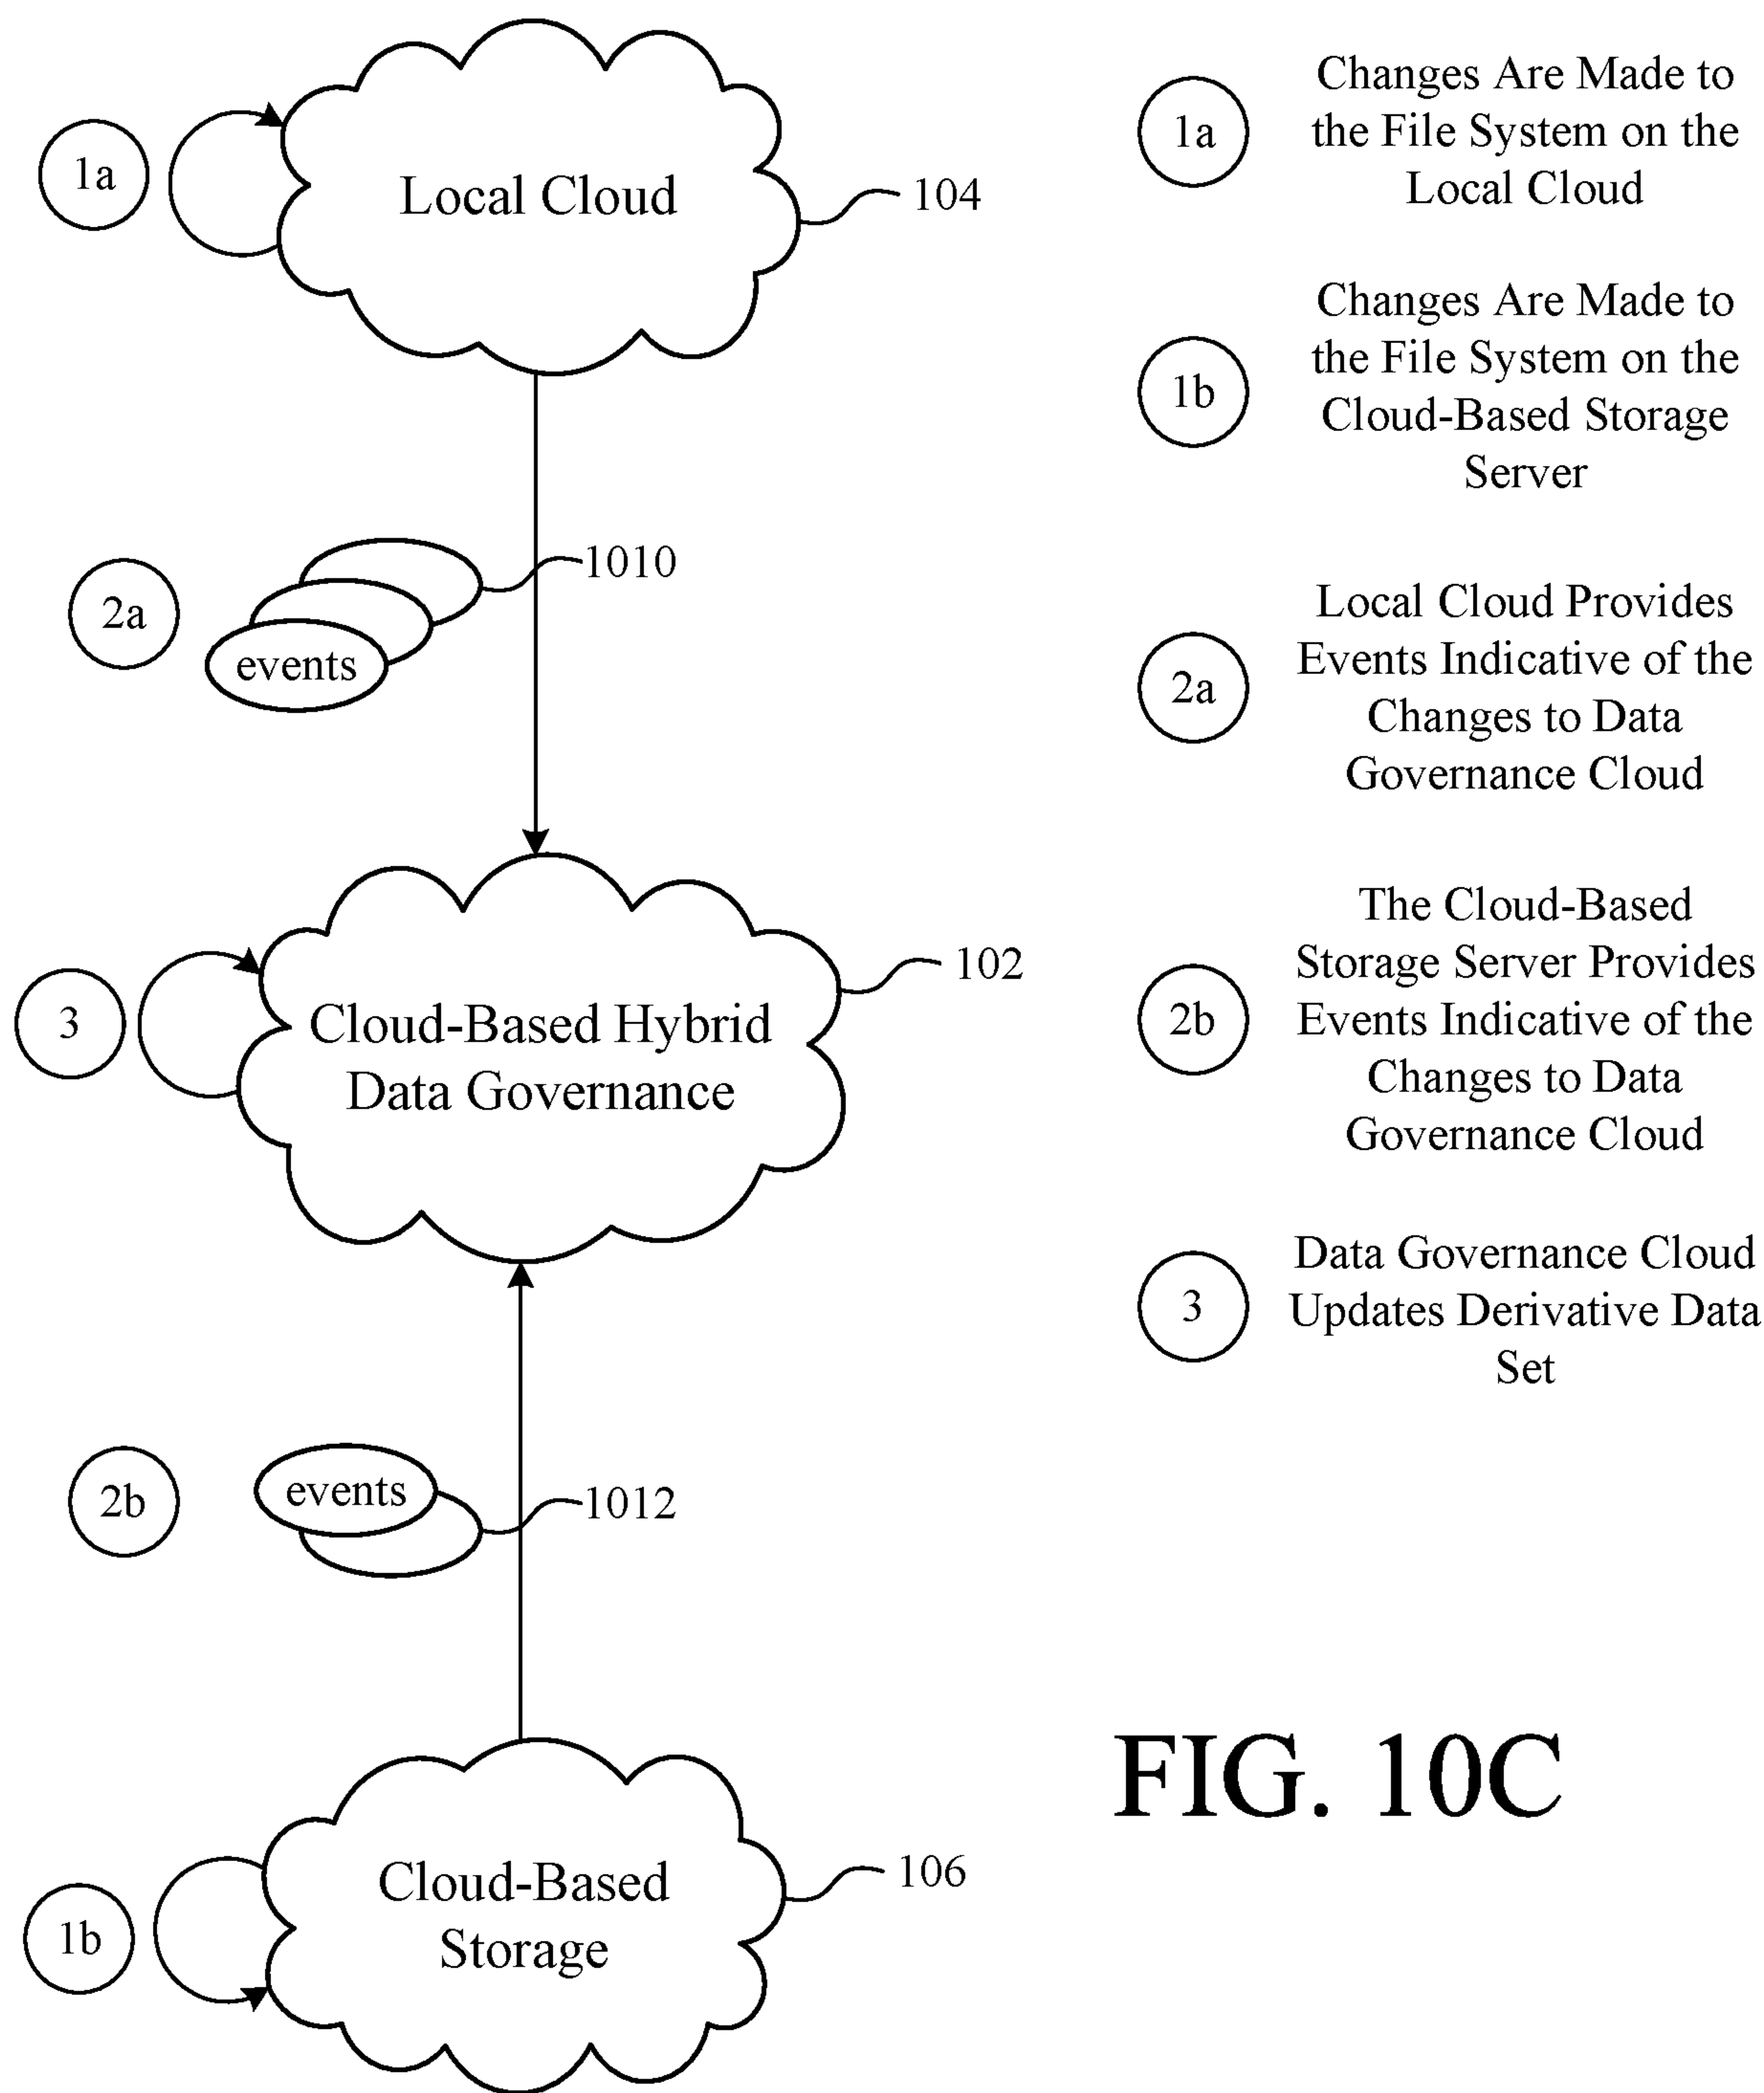 1a
Local Cloud
104
2a
events
1010
3
Cloud-Based Hybrid
Data Governance
102
2b
events
1012
1b
Cloud-Based
Storage
106
1a
Changes Are Made to
the File System on the
Local Cloud
1b
Changes Are Made to
the File System on the
Cloud-Based Storage
Server
2a
Local Cloud Provides
Events Indicative of the
Changes to Data
Governance Cloud
2b
The Cloud-Based
Storage Server Provides
Events Indicative of the
Changes to Data
Governance Cloud
3
Data Governance Cloud
Updates Derivative Data
Set
FIG. 10C